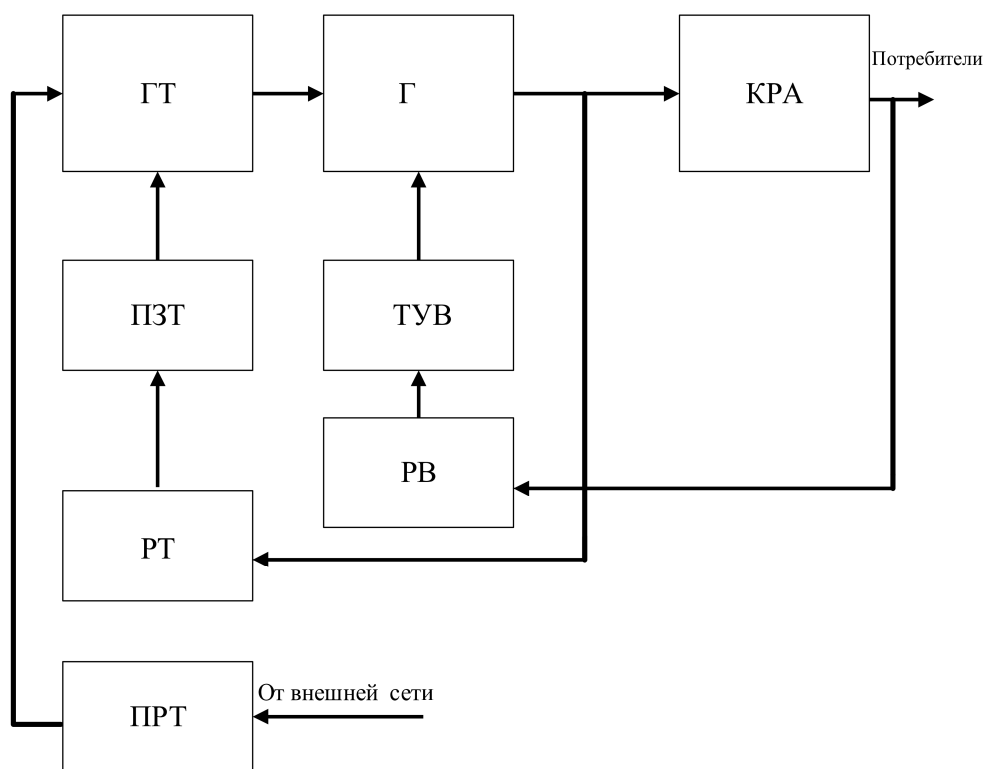 ГТ
Г
КРА
Потребители
ПЗТ
ТУВ
РВ
РТ
ПРТ
От внешней сети